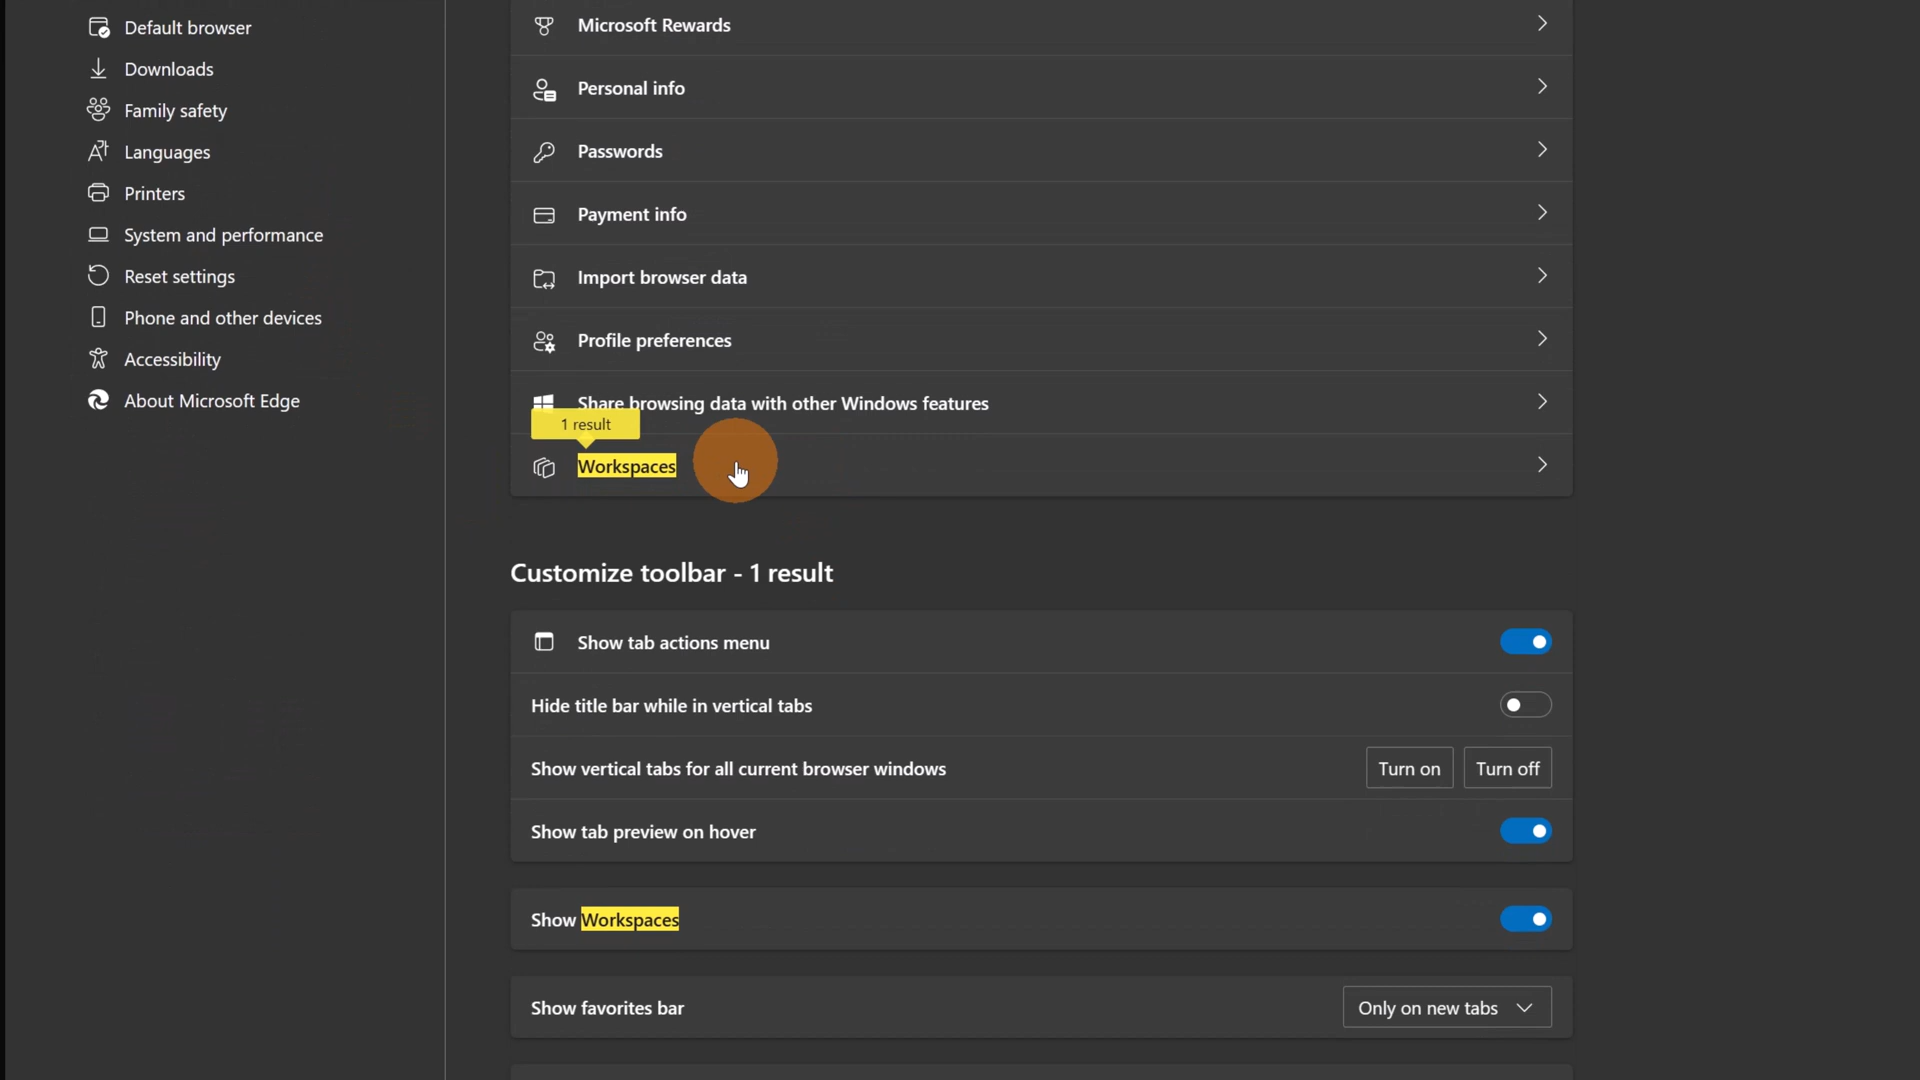 Default browser
Downloads
Family safety
Languages
Printers
System and performance
Reset settings
Phone and other devices
Accessibility
About Microsoft Edge
Microsoft Rewards
Personal info
Passwords
Payment info
Import browser data
Profile preferences
Share browsing data with other Windows features
1 result
Workspaces
Customize toolbar - 1 result
Show tab actions menu
Hide title bar while in vertical tabs
Show vertical tabs for all current browser windows Turn on Turn off
Show tab preview on hover
Show Workspaces
Show favorites bar Only on new tabs